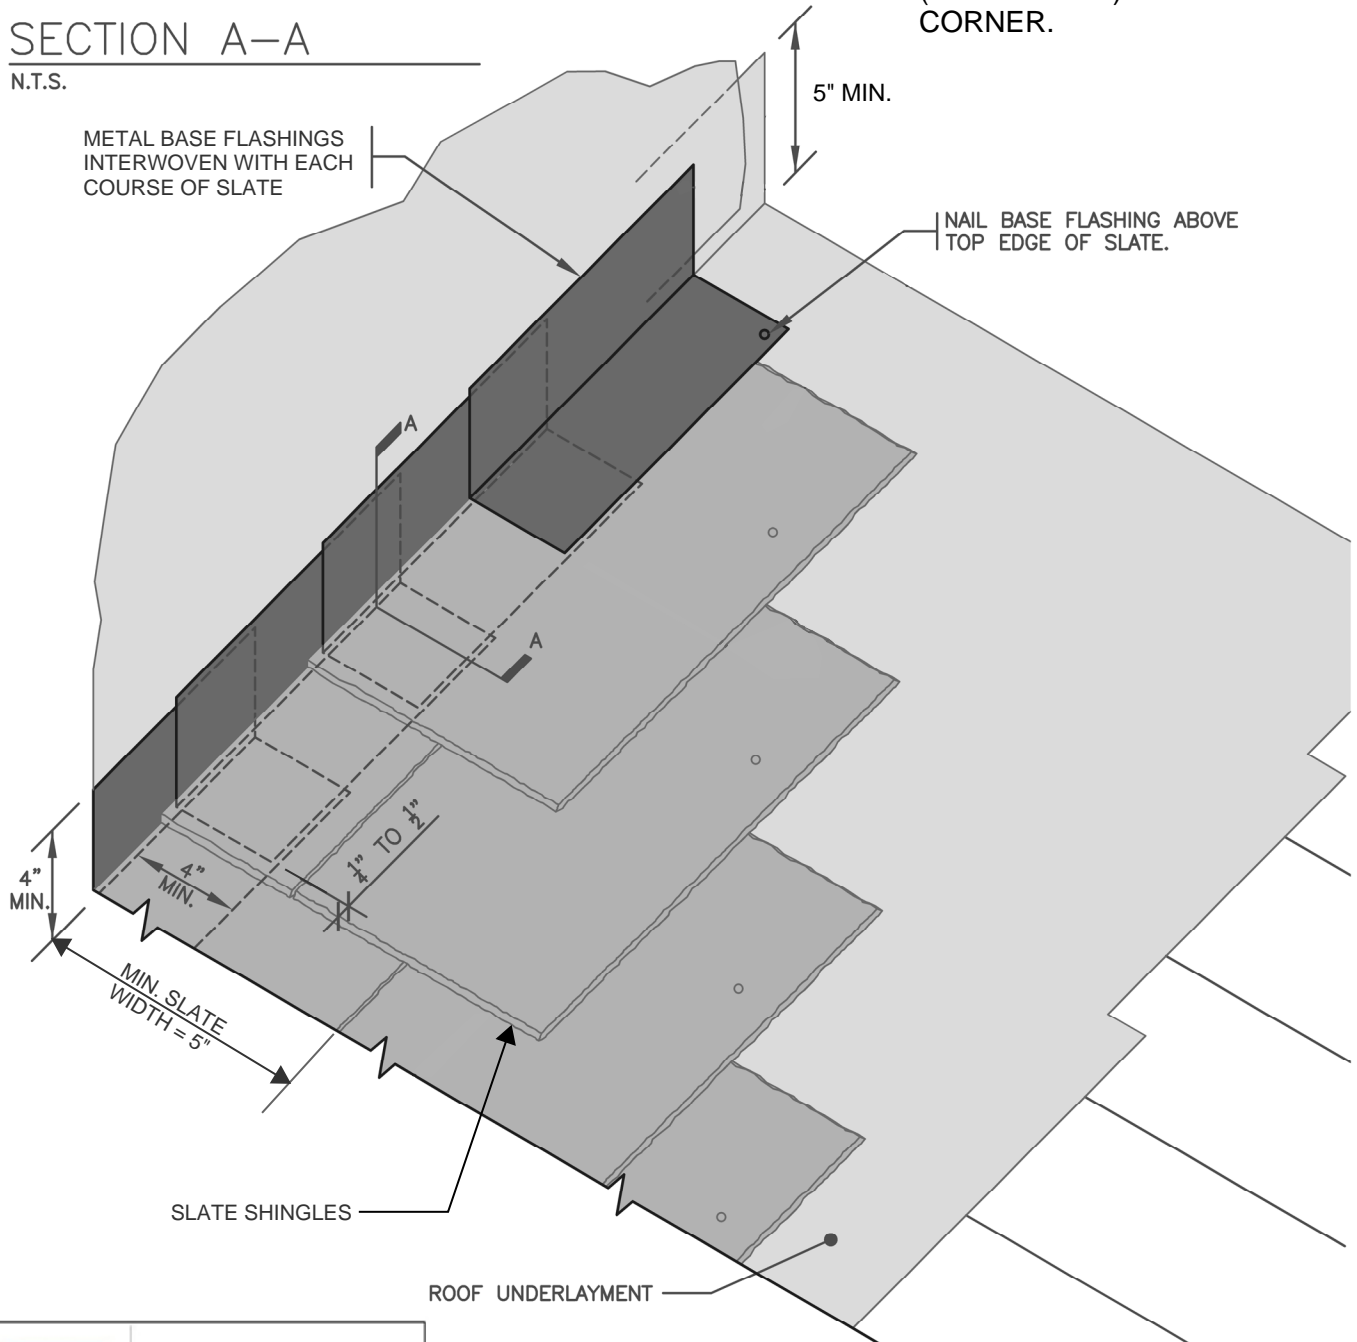 SECTION A-A
N.T.S.
CORNER.
5" MIN.
METAL BASE FLASHINGS
INTERWOVEN WITH EACH
COURSE OF SLATE
NAIL BASE FLASHING ABOVE
TOP EDGE OF SLATE.
A
A
1/4" TO 1/2"
4"
MIN.
4"
MIN.
MIN. SLATE
WIDTH = 5"
SLATE SHINGLES
ROOF UNDERLAYMENT